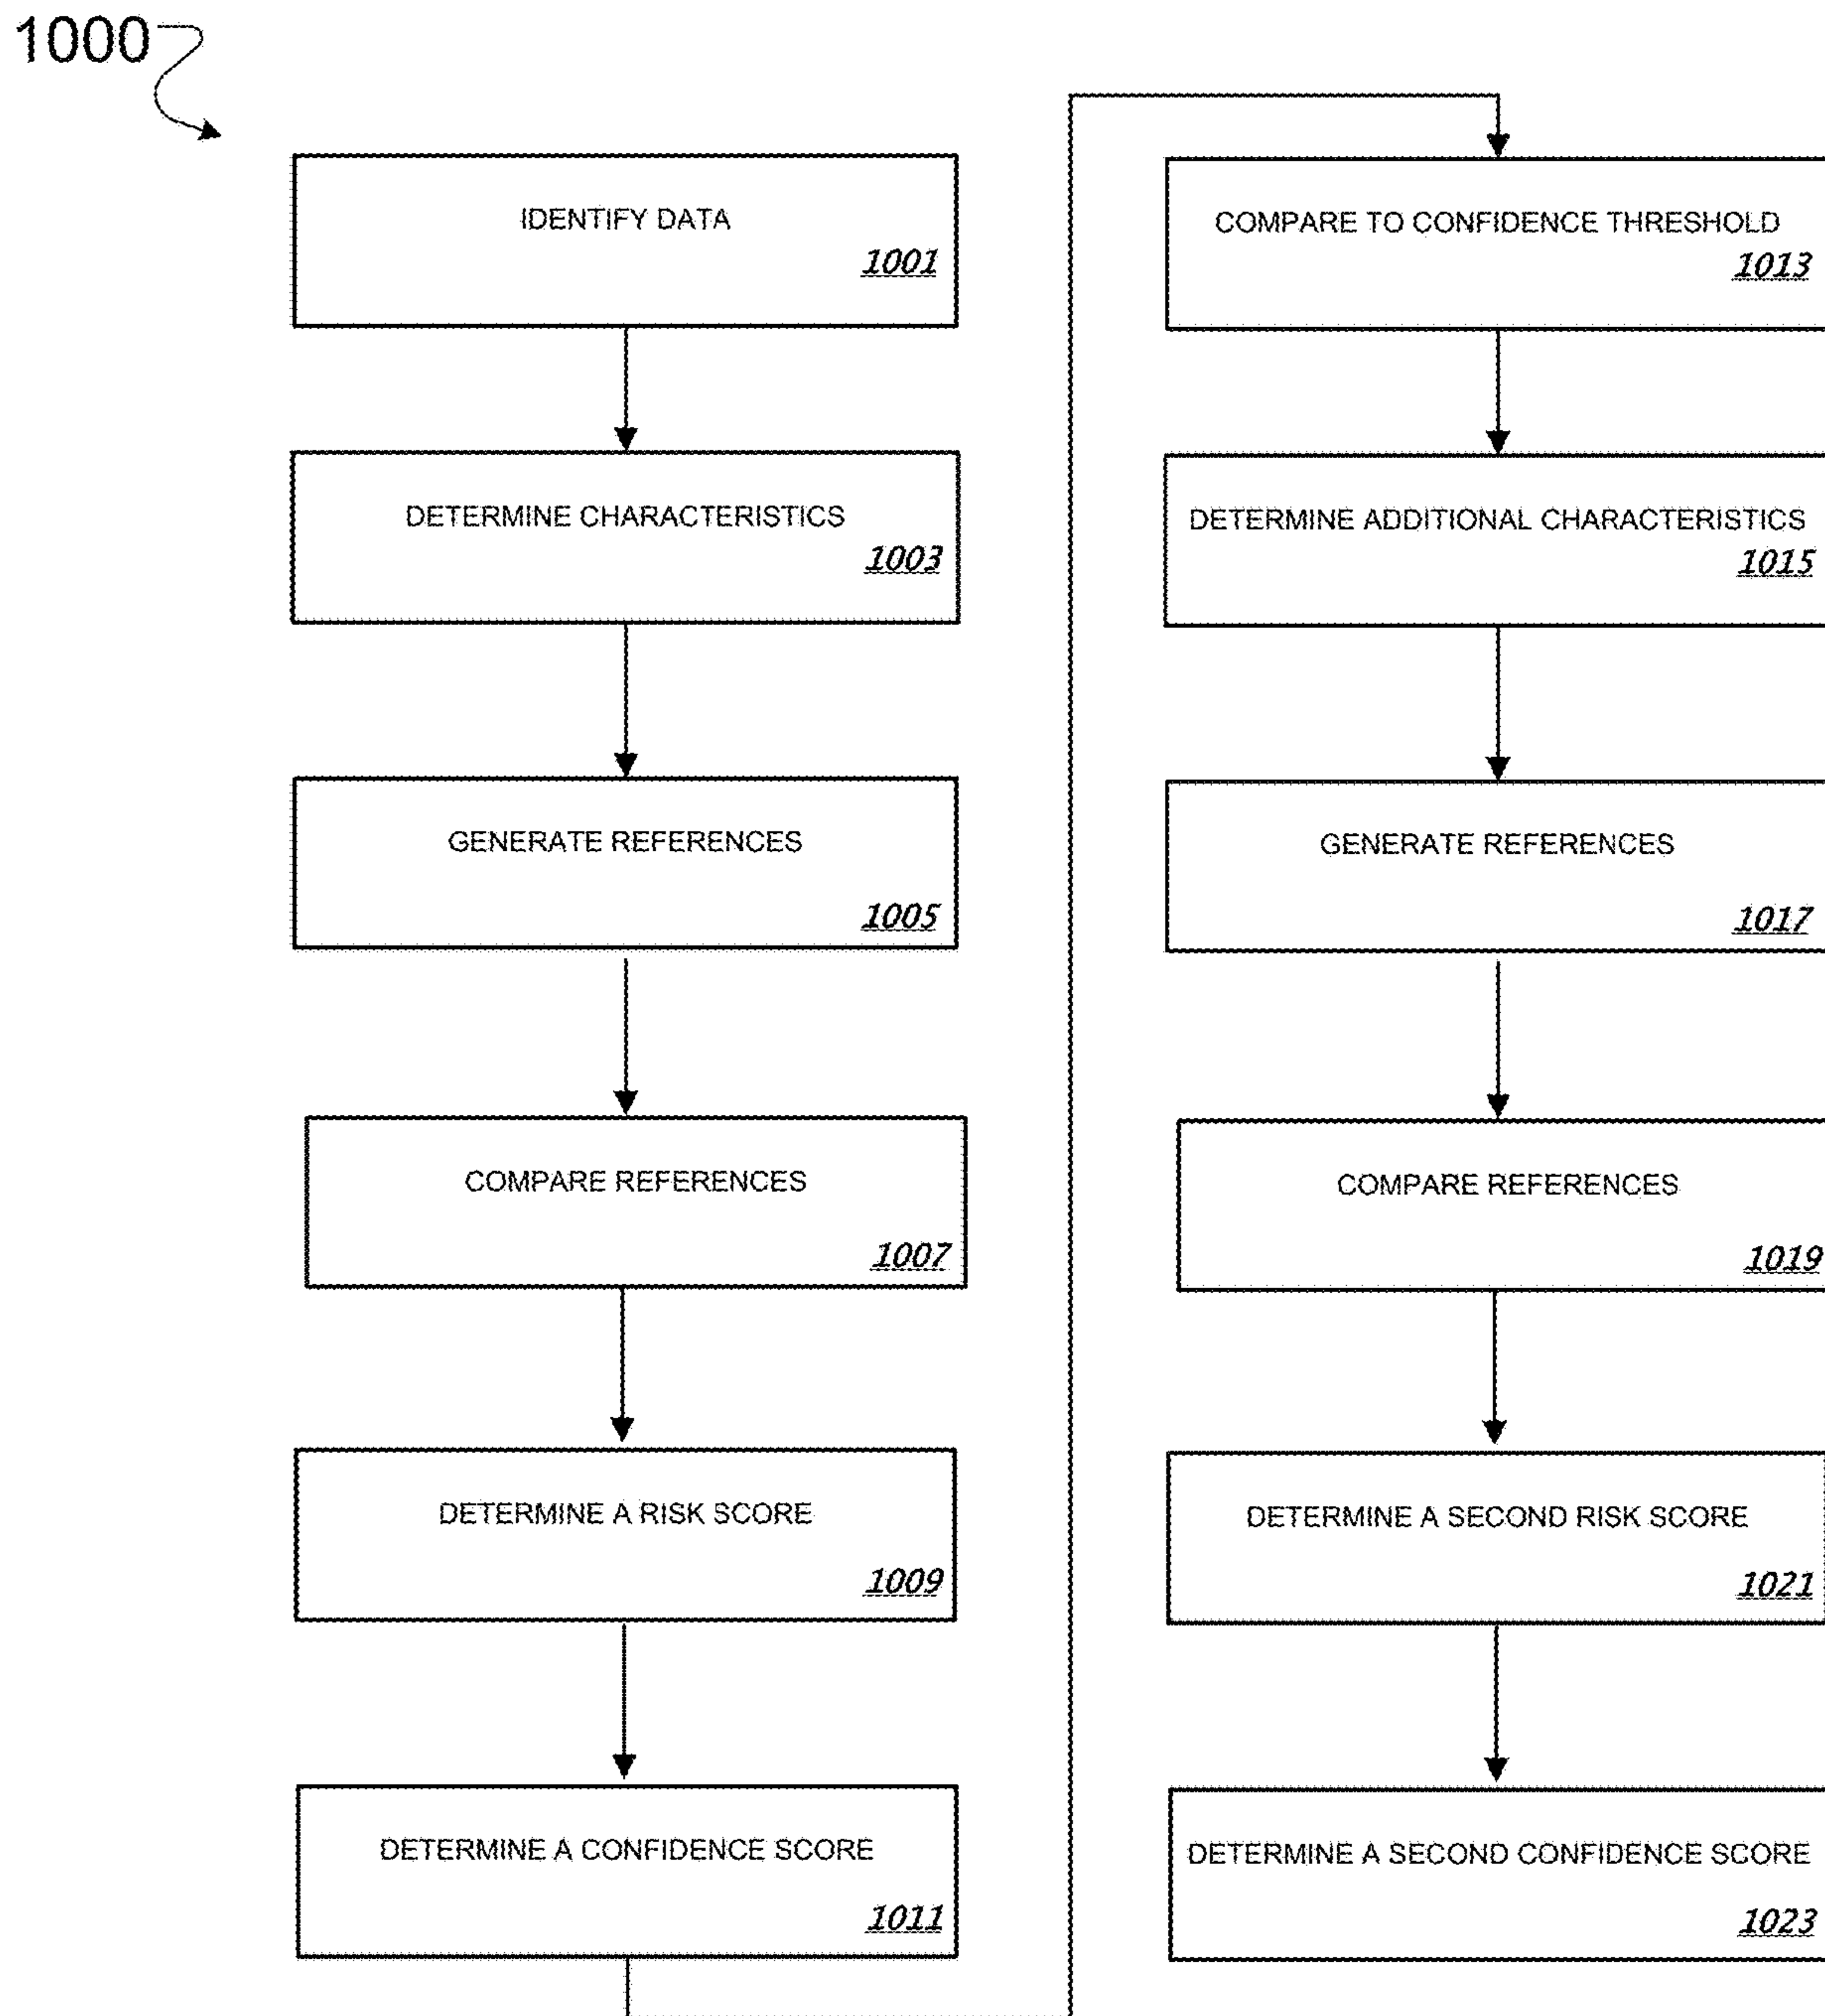 1000
IDENTIFY DATA
1001
DETERMINE CHARACTERISTICS
1003
GENERATE REFERENCES
1005
COMPARE REFERENCES
1007
DETERMINE A RISK SCORE
1009
DETERMINE A CONFIDENCE SCORE
1011
COMPARE TO CONFIDENCE THRESHOLD
1013
DETERMINE ADDITIONAL CHARACTERISTICS
1015
GENERATE REFERENCES
1017
COMPARE REFERENCES
1019
DETERMINE A SECOND RISK SCORE
1021
DETERMINE A SECOND CONFIDENCE SCORE
1023